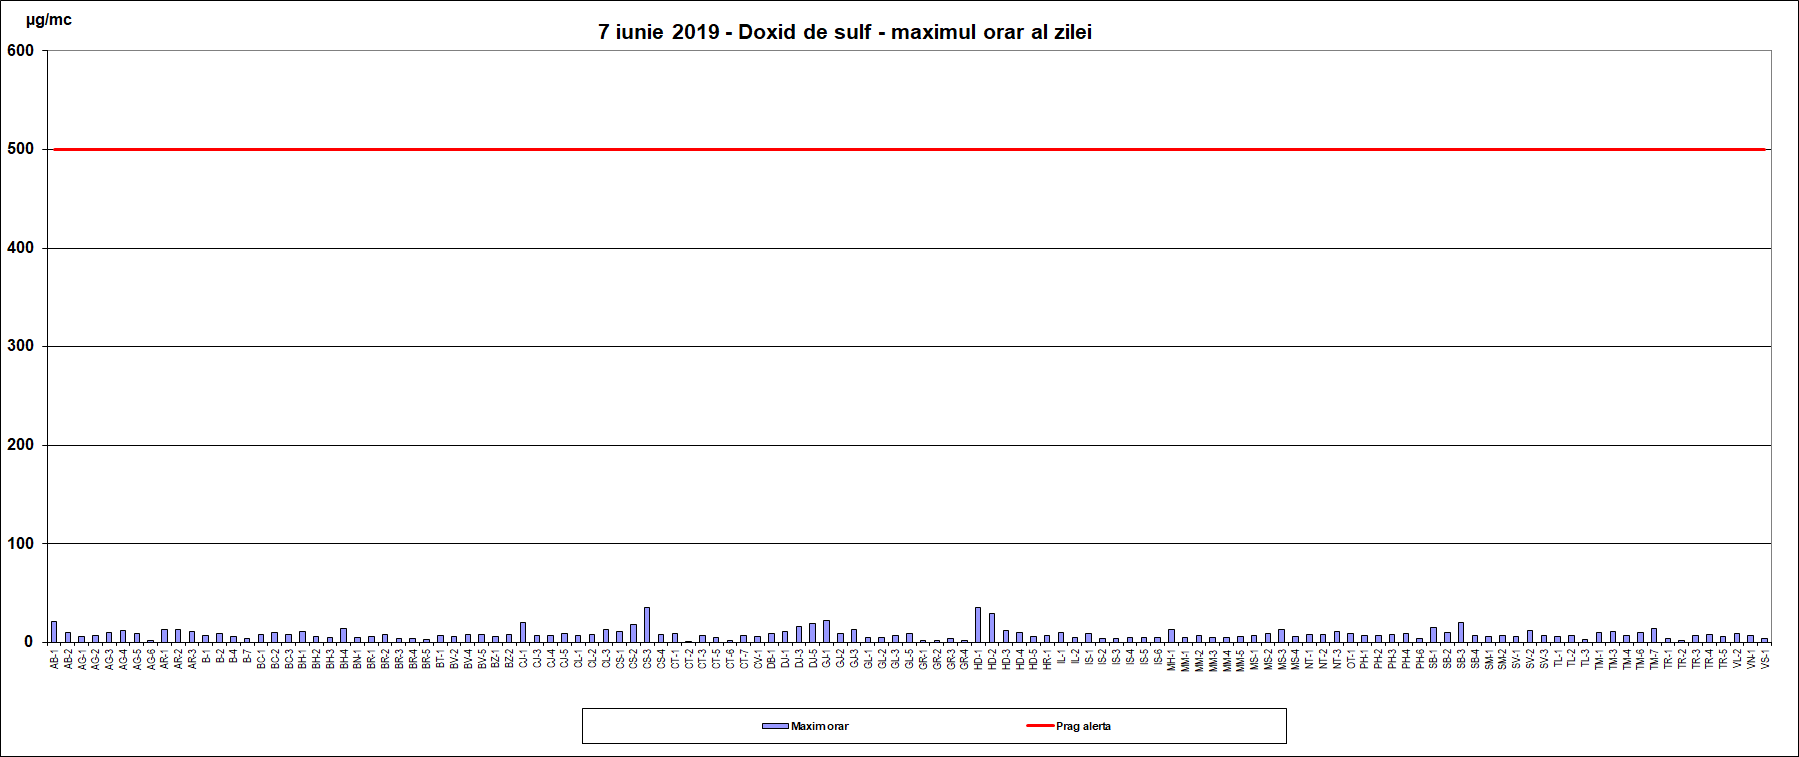 µg/mc
7 iunie 2019 - Doxid de sulf - maximul orar al zilei
600
500
400
300
200
100
0
AB-1 AB-2 AG-1 AG-2 AG-3 AG-4 AG-5 AG-6 AR-1 AR-2 AR-3 B-1 B-2 B-4 B-7 BC-1 BC-2 BC-3 BH-1 BH-2 BH-3 BH-4 BN-1 BR-1 BR-2 BR-3 BR-4 BR-5 BT-1 BV-2 BV-4 BV-5 BZ-1 BZ-2 CJ-1 CJ-3 CJ-4 CJ-5 CL-1 CL-2 CL-3 CS-1 CS-2 CS-3 CS-4 CT-1 CT-2 CT-3 CT-5 CT-6 CT-7 CV-1 DB-1 DJ-1 DJ-3 DJ-5 GJ-1 GJ-2 GJ-3 GL-1 GL-2 GL-3 GL-5 GR-1 GR-2 GR-3 GR-4 HD-1 HD-2 HD-3 HD-4 HD-5 HR-1 IL-1 IL-2 IS-1 IS-2 IS-3 IS-4 IS-5 IS-6 MH-1 MM-1 MM-2 MM-3 MM-4 MM-5 MS-1 MS-2 MS-3 MS-4 NT-1 NT-2 NT-3 OT-1 PH-1 PH-2 PH-3 PH-4 PH-6 SB-1 SB-2 SB-3 SB-4 SM-1 SM-2 SV-1 SV-2 SV-3 TL-1 TL-2 TL-3 TM-1 TM-3 TM-4 TM-6 TM-7 TR-1 TR-2 TR-3 TR-4 TR-5 VL-2 VN-1 VS-1
Maxim orar Prag alerta